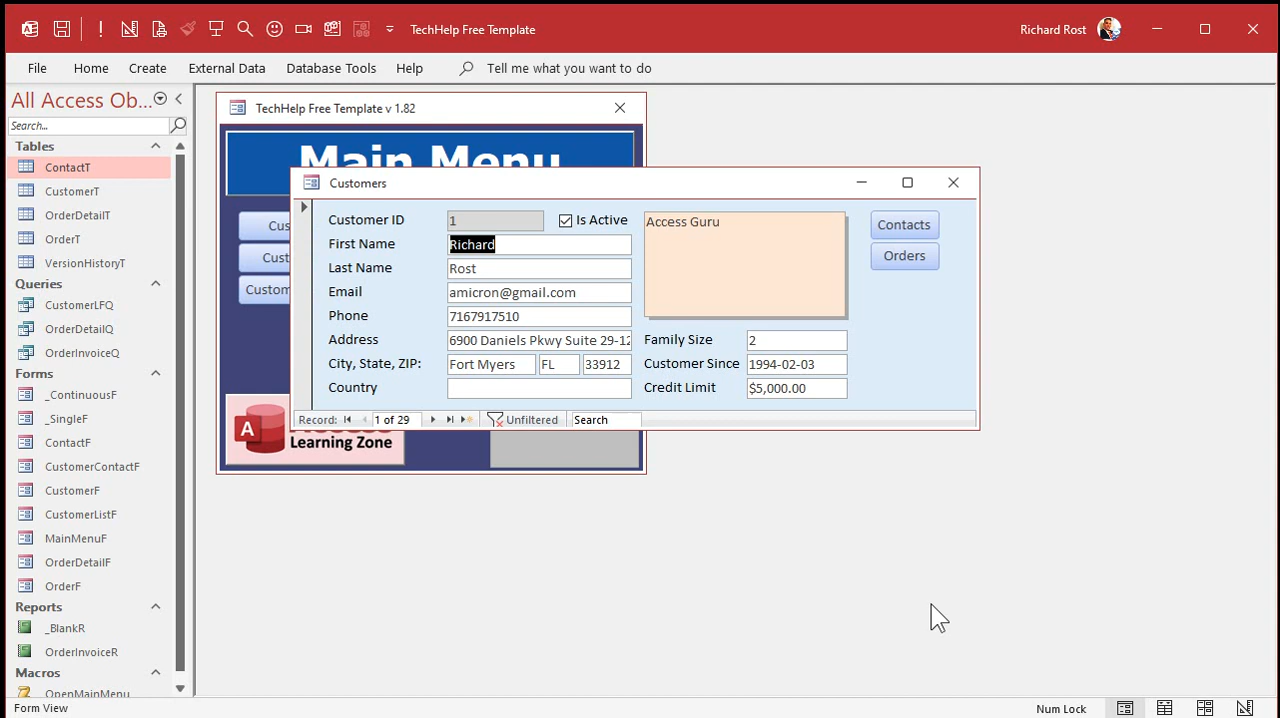 TechHelp Free Template
Richard Rost
File Home Create External Data Database Tools Help Tell me what you want to do
All Access Ob...
Search...
Tables
ContactT
CustomerT
OrderDetailT
OrderT
VersionHistoryT
Queries
CustomerLFQ
OrderDetailQ
OrderInvoiceQ
Forms
_ContinuousF
_SingleF
ContactF
CustomerContactF
CustomerF
CustomerListF
MainMenuF
OrderDetailF
OrderF
Reports
_BlankR
OrderInvoiceR
Macros
OpenMainMenu
TechHelp Free Template v 1.82
Main Menu
Cus
Cust
Custom
A
Learning Zone
Customers
Customer ID 1 Is Active
First Name Richard
Last Name Rost
Email amicron@gmail.com
Phone 7167917510
Address 6900 Daniels Pkwy Suite 29-12
City, State, ZIP: Fort Myers FL 33912
Country
Access Guru
Family Size 2
Customer Since 1994-02-03
Credit Limit $5,000.00
Contacts
Orders
Record: 1 of 29 Unfiltered Search
Form View
Num Lock